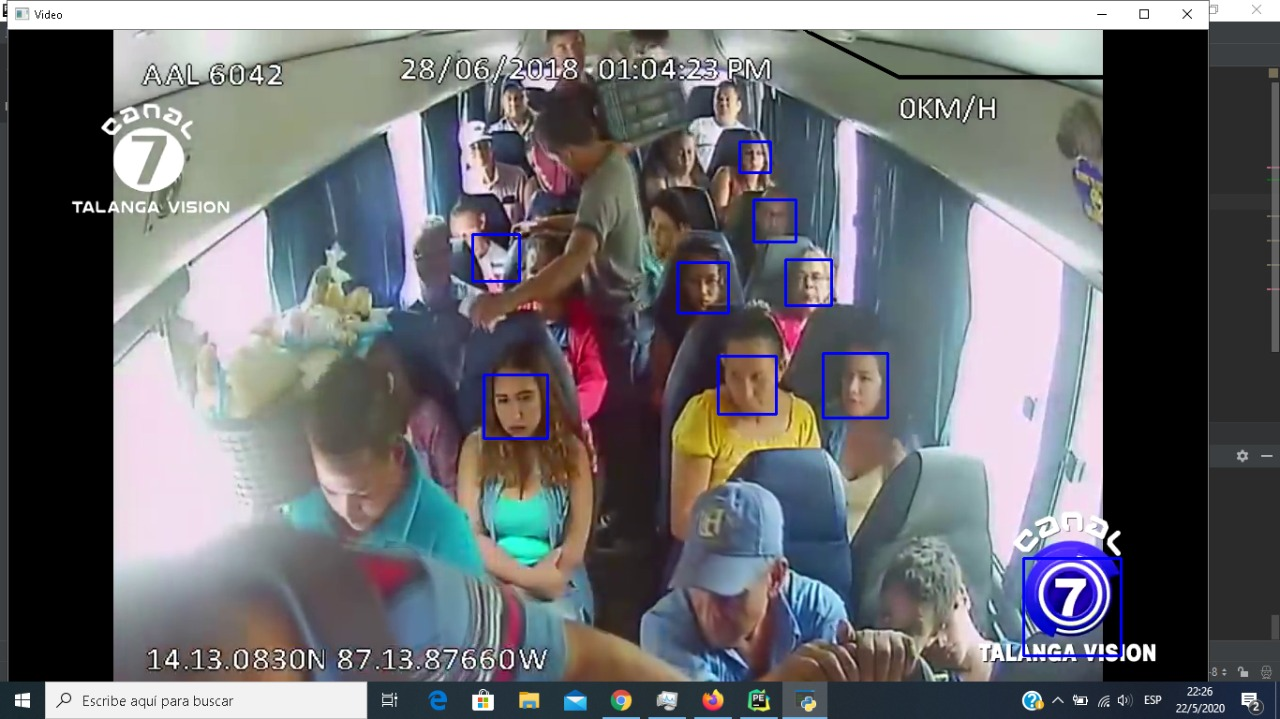 Video
AAL 6042
28/06/2018 01:04:23 PM
0KM/H
canal
7
TALANGA VISION
H
canal
7
TALANGA VISION
14.13.0830N 87.13.87660W
Escribe aquí para buscar
PE
ESP
22:26
22/5/2020
2